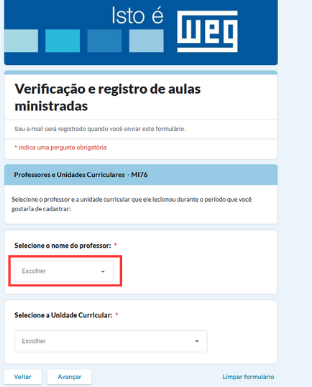 Isto é
WEG
Verificação e registro de aulas
ministradas
Seu e-mail será registrado quando você enviar este formulário.
* Indica uma pergunta obrigatória
Professores e Unidades Curriculares - MI76
Selecione o professor e a unidade curricular que ele lecionou durante o período que você
gostaria de cadastrar:
Selecione o nome do professor: *
Escolher
Selecione a Unidade Curricular: *
Escolher
Voltar Avançar Limpar formulário